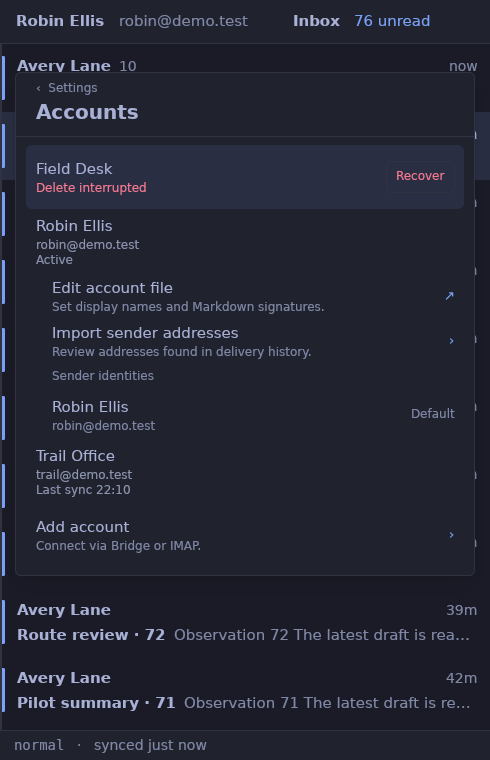 Robin Ellis robin@demo.test Inbox 76 unread
Avery Lane 10 now
‹ Settings
Accounts
Field Desk
Delete interrupted
Recover
Robin Ellis
robin@demo.test
Active
Edit account file ↗
Set display names and Markdown signatures.
Import sender addresses ›
Review addresses found in delivery history.
Sender identities
Robin Ellis
robin@demo.test
Default
Trail Office
trail@demo.test
Last sync 22:10
Add account ›
Connect via Bridge or IMAP.
Avery Lane 39m
Route review · 72 Observation 72 The latest draft is rea…
Avery Lane 42m
Pilot summary · 71 Observation 71 The latest draft is re…
normal · synced just now